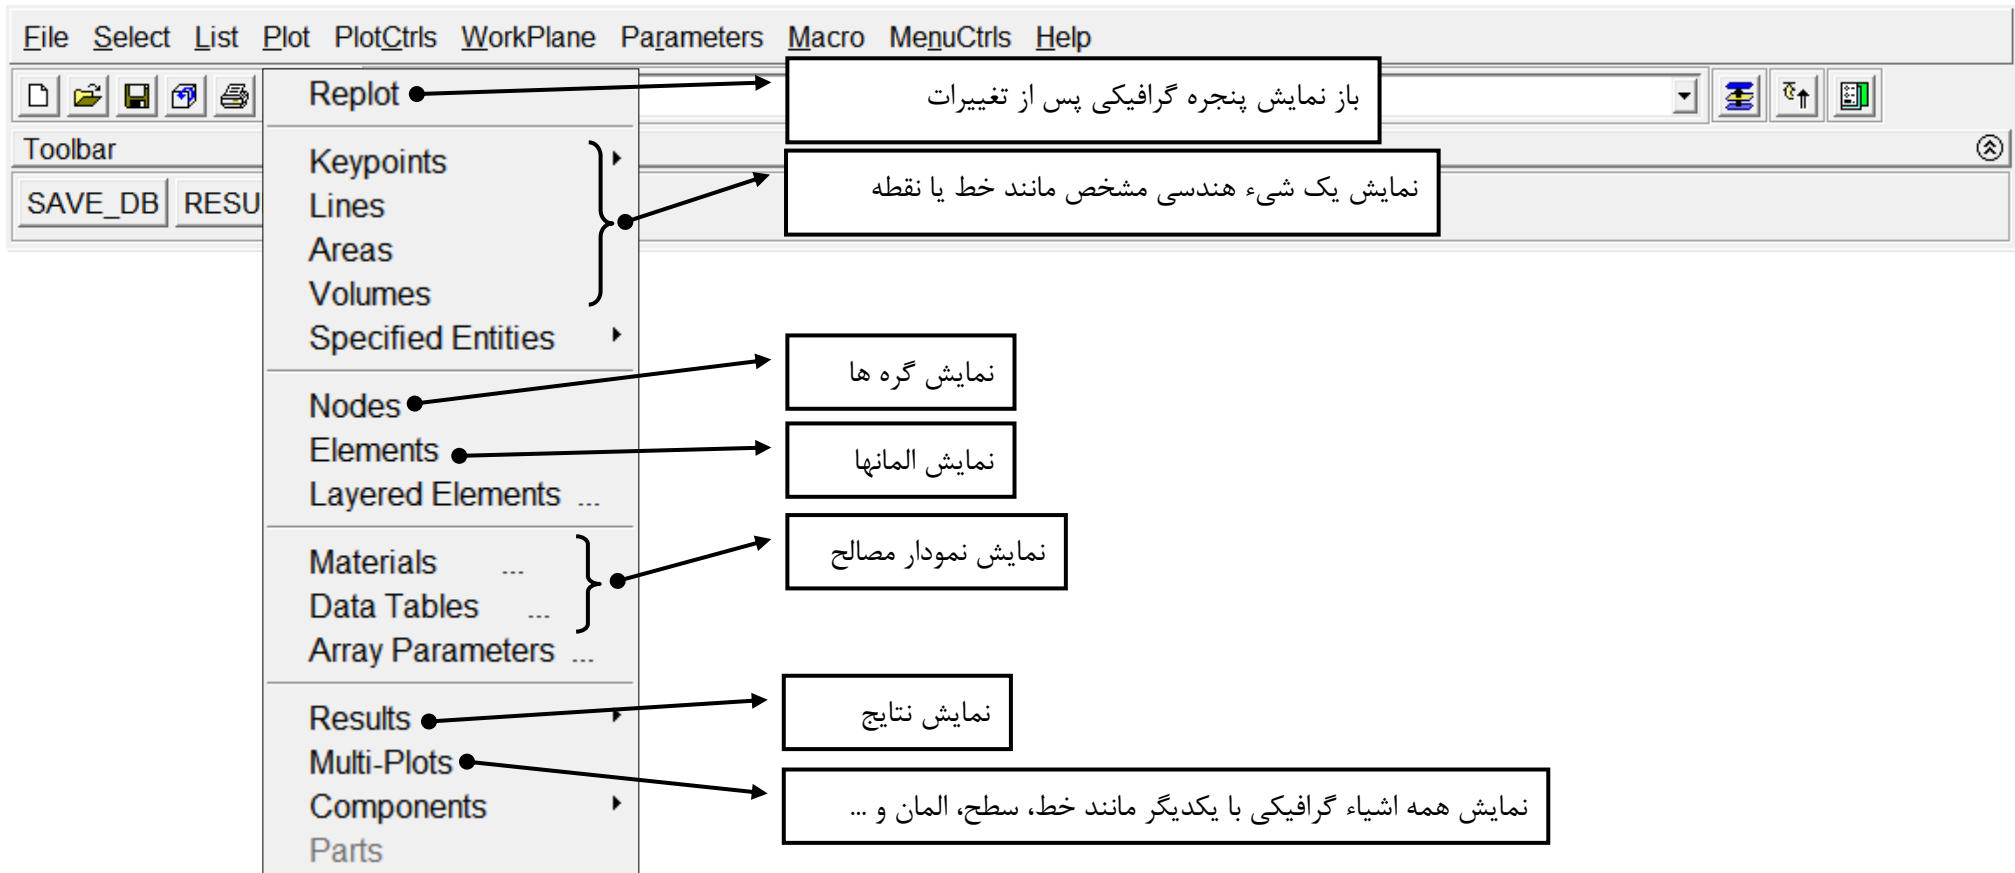 File Select List Plot PlotCtrls WorkPlane Parameters Macro MenuCtrls Help
Replot
باز نمایش پنجره گرافیکی پس از تغییرات
Toolbar
Keypoints
SAVE_DB RESU
Lines
نمایش یک شیء هندسی مشخص مانند خط یا نقطه
Areas
Volumes
Specified Entities
نمایش گره ها
Nodes
Elements
نمایش المانها
Layered Elements ...
Materials ...
نمایش نمودار مصالح
Data Tables ...
Array Parameters ...
Results
نمایش نتایج
Multi-Plots
Components
نمایش همه اشیاء گرافیکی با یکدیگر مانند خط، سطح، المان و ...
Parts